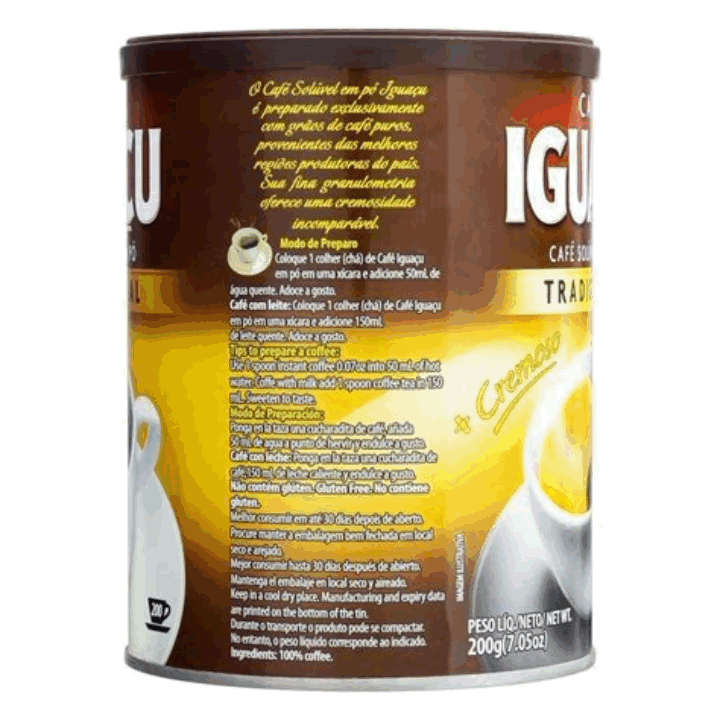 O Café Solúvel em pó Iguaçu
é preparado exclusivamente
com grãos de café puros,
provenientes das melhores
regiões produtoras do país.
Sua fina granulometria
oferece uma cremosidade
incomparável.
Modo de Preparo
Coloque 1 colher (chá) de Café Iguaçu
em pó em uma xícara e adicione 50mL de
água quente. Adoce a gosto.
Café com leite: Coloque 1 colher (chá) de Café Iguaçu
em pó em uma xícara e adicione 150mL
de leite quente. Adoce a gosto.
Tips to prepare a coffee:
Use 1 spoon instant coffee 0.07oz into 50 mL of hot
water. Coffe with milk add 1 spoon coffee tea in 150
mL. Sweeten to taste.
Modo de Preparación:
Ponga en la taza una cucharadita de café, añada
50 mL de agua a punto de hervir y endulce a gusto.
Café con leche: Ponga en la taza una cucharadita de
café, 150 mL de leche caliente y endulce a gusto.
Não contém glúten. Gluten Free. No contiene
gluten.
Melhor consumir em até 30 dias depois de aberto.
Procure manter a embalagem bem fechada em local
seco e arejado.
Mejor consumir hasta 30 días después de abierto.
Mantenga el embalaje en local seco y aireado.
Keep in a cool dry place. Manufacturing and expiry data
are printed on the bottom of the tin.
Durante o transporte o produto pode se compactar.
No entanto, o peso líquido corresponde ao indicado.
Ingredients: 100% coffee.
ÇU
PÓ
AL
200
CA
IGUA
CAFÉ SOLÚ
TRADIC
+ Cremoso
IMAGEM ILUSTRATIVA
PESO LÍQ./NETO/NET WT.
200g(7.05oz)